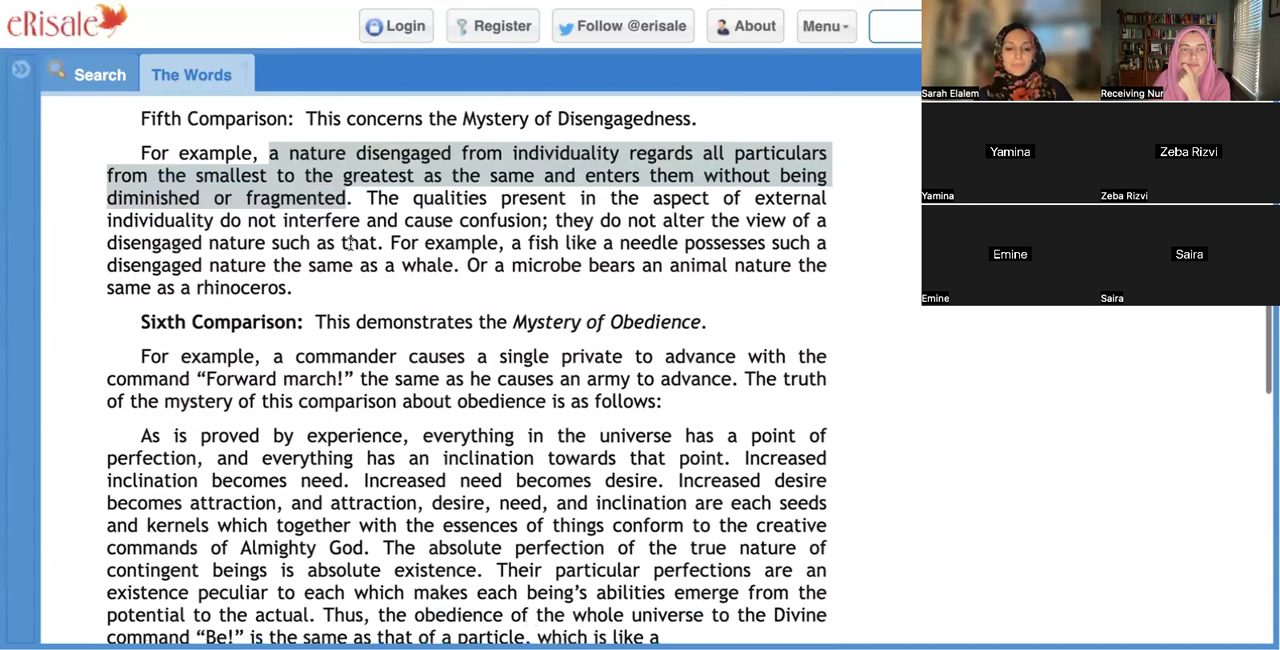 eRisale
Login
Register
Follow @erisale
About
Menu
Search
The Words
Fifth Comparison: This concerns the Mystery of Disengagedness.
For example, a nature disengaged from individuality regards all particulars
from the smallest to the greatest as the same and enters them without being
diminished or fragmented. The qualities present in the aspect of external
individuality do not interfere and cause confusion; they do not alter the view of a
disengaged nature such as that. For example, a fish like a needle possesses such a
disengaged nature the same as a whale. Or a microbe bears an animal nature the
same as a rhinoceros.
Sixth Comparison: This demonstrates the Mystery of Obedience.
For example, a commander causes a single private to advance with the
command “Forward march!” the same as he causes an army to advance. The truth
of the mystery of this comparison about obedience is as follows:
As is proved by experience, everything in the universe has a point of
perfection, and everything has an inclination towards that point. Increased
inclination becomes need. Increased need becomes desire. Increased desire
becomes attraction, and attraction, desire, need, and inclination are each seeds
and kernels which together with the essences of things conform to the creative
commands of Almighty God. The absolute perfection of the true nature of
contingent beings is absolute existence. Their particular perfections are an
existence peculiar to each which makes each being’s abilities emerge from the
potential to the actual. Thus, the obedience of the whole universe to the Divine
command “Be!” is the same as that of a particle, which is like a
Sarah Elalem
Receiving Nur
Yamina
Zeba Rizvi
Yamina
Zeba Rizvi
Emine
Saira
Emine
Saira